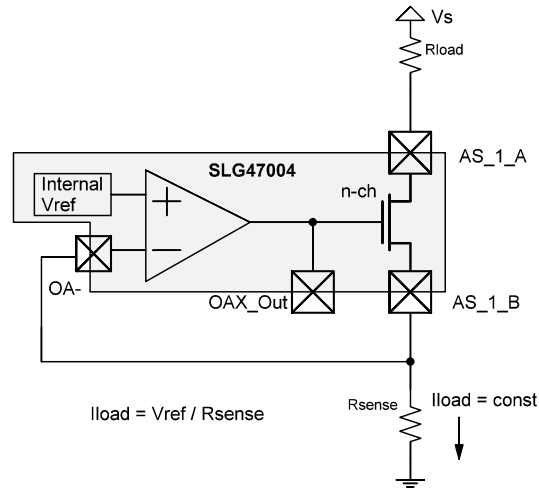 Vs
Rload
AS_1_A
SLG47004
n-ch
Internal
Vref
OA-
OAX_Out
AS_1_B
Iload = Vref / Rsense
Rsense
Iload = const